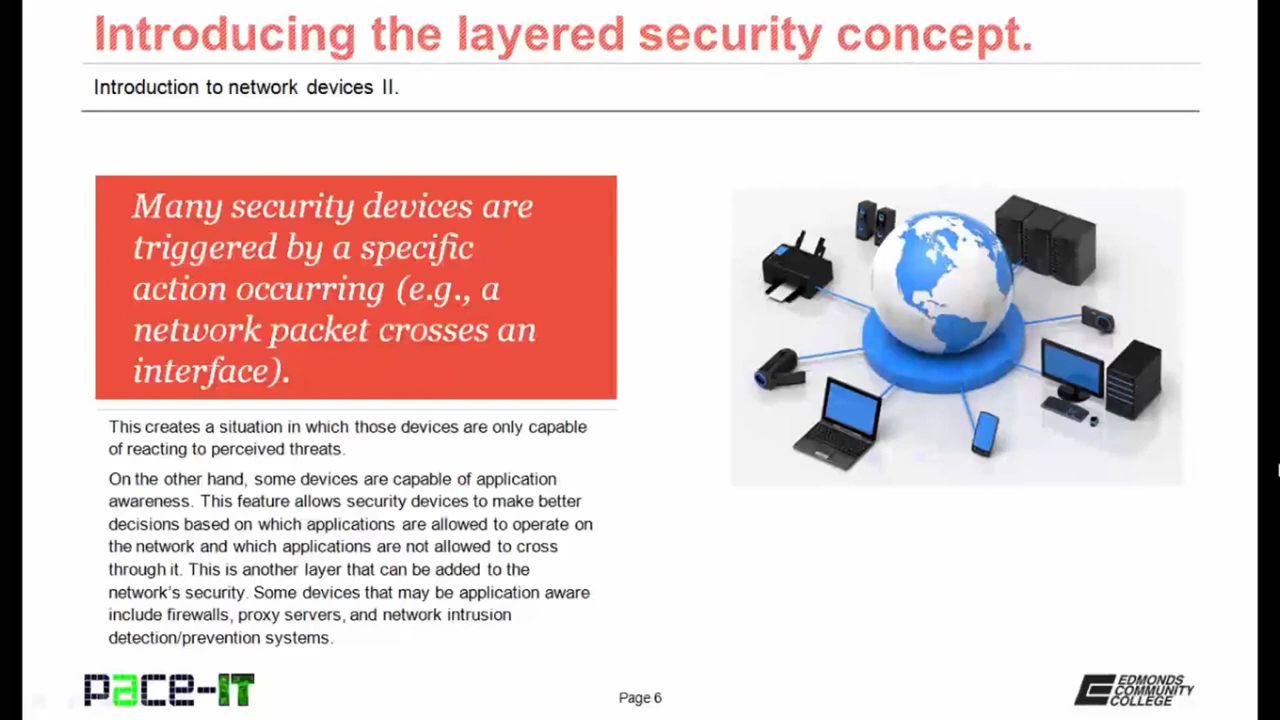 Introducing the layered security concept.
Introduction to network devices II.
Many security devices are
triggered by a specific
action occurring (e.g., a
network packet crosses an
interface).
This creates a situation in which those devices are only capable
of reacting to perceived threats.
On the other hand, some devices are capable of application
awareness. This feature allows security devices to make better
decisions based on which applications are allowed to operate on
the network and which applications are not allowed to cross
through it. This is another layer that can be added to the
network's security. Some devices that may be application aware
include firewalls, proxy servers, and network intrusion
detection/prevention systems.
pace-IT
Page 6
EDMONDS
COMMUNITY
COLLEGE